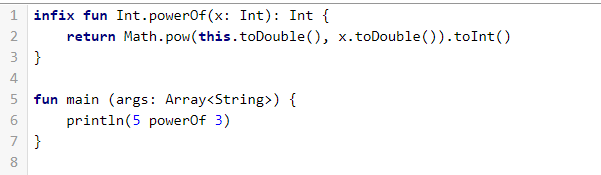 1 infix fun Int.powerOf(x: Int): Int {
2     return Math.pow(this.toDouble(), x.toDouble()).toInt()
3 }
4
5 fun main (args: Array<String>) {
6     println(5 powerOf 3)
7 }
8